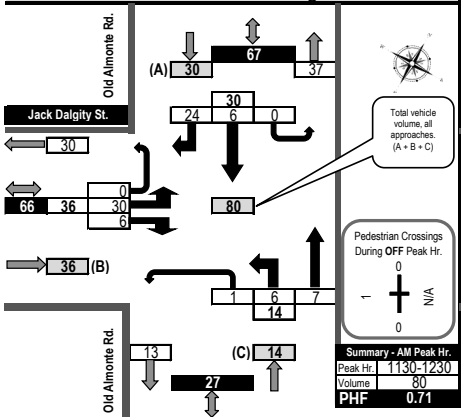 Old Almonte Rd.
67
(A) 30
37
30
24 6 0
Jack Dalgity St.
Total vehicle
volume, all
approaches.
(A + B + C)
30
0
66 36 30
6
80
36 (B)
Pedestrian Crossings
During OFF Peak Hr.
0
1
N/A
0
1 6 7
14
Old Almonte Rd.
13
(C) 14
27
Summary - AM Peak Hr.
Peak Hr. 1130-1230
Volume 80
PHF 0.71